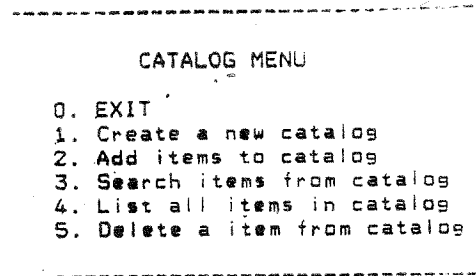 CATALOG MENU
0. EXIT
1. Create a new catalog
2. Add items to catalog
3. Search items from catalog
4. List all items in catalog
5. Delete a item from catalog